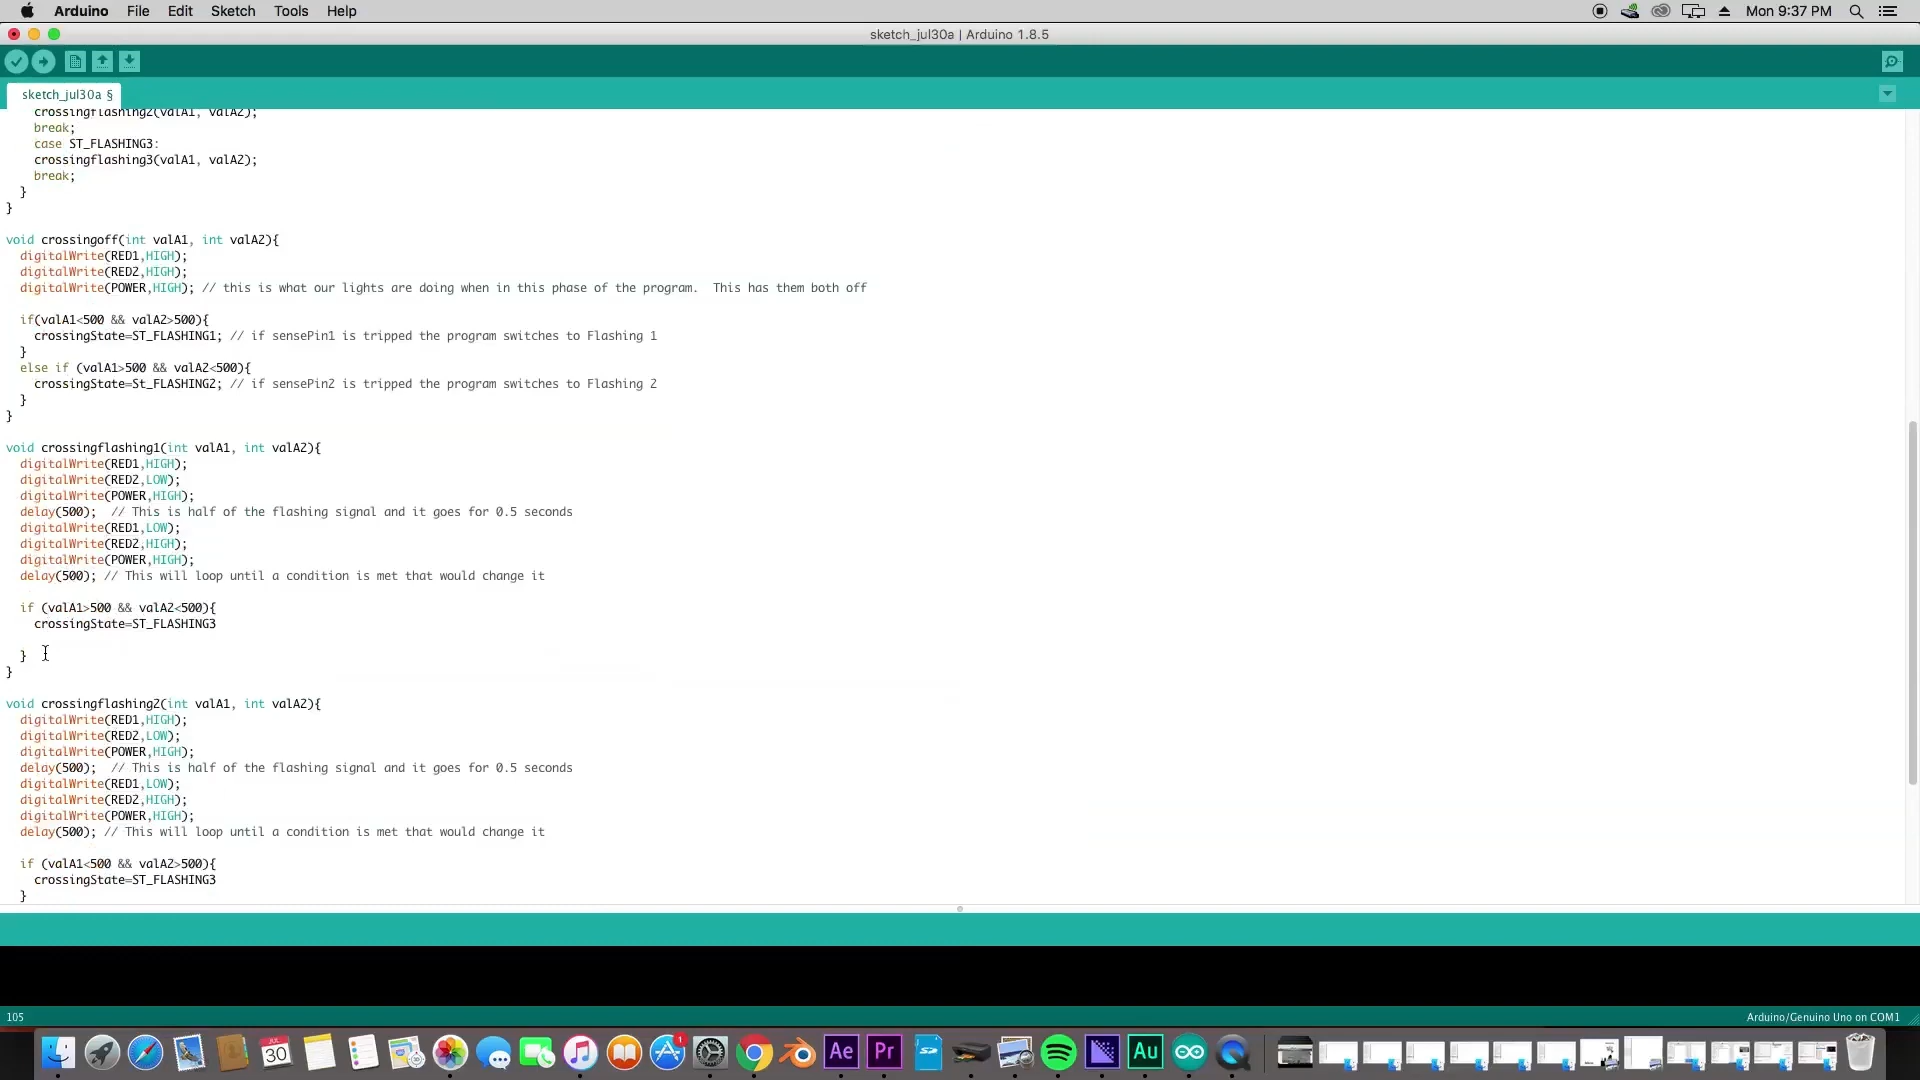 Arduino File Edit Sketch Tools Help Mon 9:37 PM
sketch_jul30a | Arduino 1.8.5
sketch_jul30a §
crossingflashing2(valA1, valA2);
break;
case ST_FLASHING3:
crossingflashing3(valA1, valA2);
break;
}
}
void crossingoff(int valA1, int valA2){
digitalWrite(RED1,HIGH);
digitalWrite(RED2,HIGH);
digitalWrite(POWER,HIGH); // this is what our lights are doing when in this phase of the program.  This has them both off
if(valA1<500 && valA2>500){
crossingState=ST_FLASHING1; // if sensePin1 is tripped the program switches to Flashing 1
}
else if (valA1>500 && valA2<500){
crossingState=St_FLASHING2; // if sensePin2 is tripped the program switches to Flashing 2
}
}
void crossingflashing1(int valA1, int valA2){
digitalWrite(RED1,HIGH);
digitalWrite(RED2,LOW);
digitalWrite(POWER,HIGH);
delay(500);  // This is half of the flashing signal and it goes for 0.5 seconds
digitalWrite(RED1,LOW);
digitalWrite(RED2,HIGH);
digitalWrite(POWER,HIGH);
delay(500); // This will loop until a condition is met that would change it
if (valA1>500 && valA2<500){
crossingState=ST_FLASHING3
}
}
void crossingflashing2(int valA1, int valA2){
digitalWrite(RED1,HIGH);
digitalWrite(RED2,LOW);
digitalWrite(POWER,HIGH);
delay(500);  // This is half of the flashing signal and it goes for 0.5 seconds
digitalWrite(RED1,LOW);
digitalWrite(RED2,HIGH);
digitalWrite(POWER,HIGH);
delay(500); // This will loop until a condition is met that would change it
if (valA1<500 && valA2>500){
crossingState=ST_FLASHING3
}
105 Arduino/Genuino Uno on COM1
JUL
30
1
Ae
Pr
SD
Au